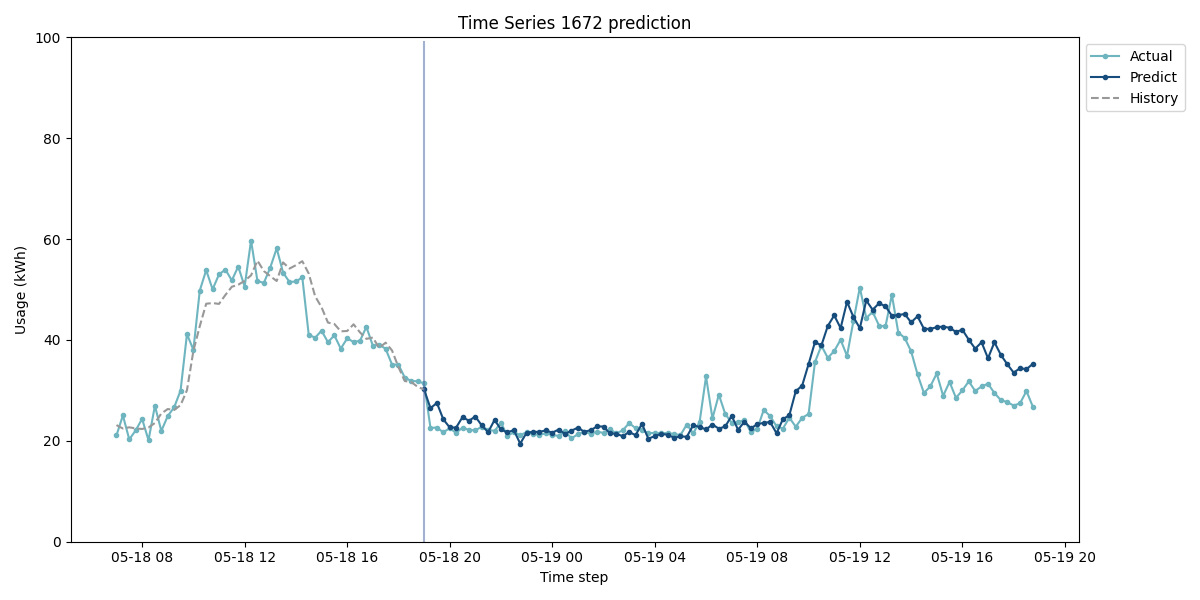 Time Series 1672 prediction
100
80
60
40
20
0
Usage (kWh)
05-18 08
05-18 12
05-18 16
05-18 20
05-19 00
05-19 04
05-19 08
05-19 12
05-19 16
05-19 20
Time step
Actual
Predict
History